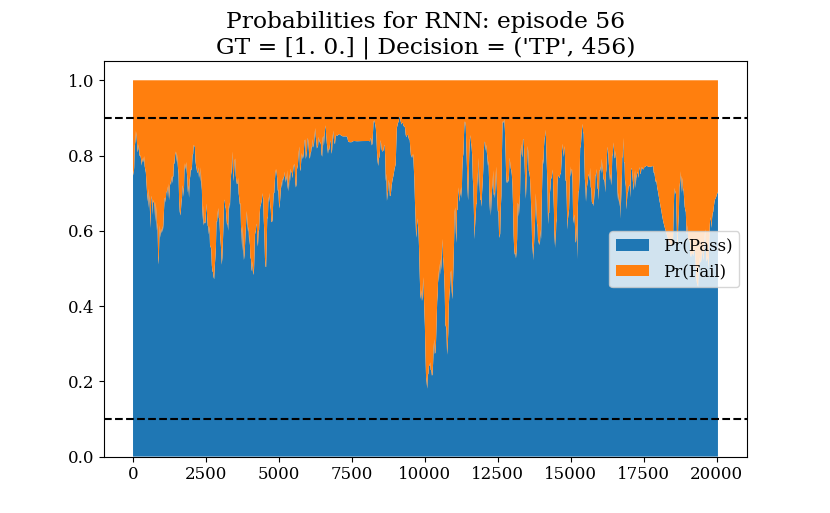 Probabilities for RNN: episode 56
GT = [1. 0.] | Decision = ('TP', 456)
1.0
0.8
0.6
0.4
0.2
0.0
Pr(Pass)
Pr(Fail)
0 2500 5000 7500 10000 12500 15000 17500 20000